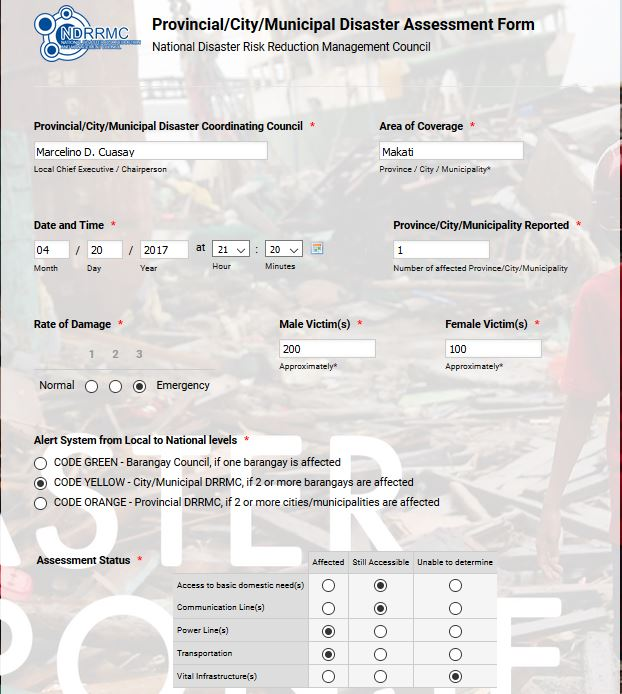 NDRRMC
Provincial/City/Municipal Disaster Assessment Form
National Disaster Risk Reduction Management Council
Provincial/City/Municipal Disaster Coordinating Council *
Area of Coverage *
Marcelino D. Cuasay
Makati
Local Chief Executive / Chairperson
Province / City / Municipality*
Date and Time *
Province/City/Municipality Reported *
04 / 20 / 2017 at 21 : 20
1
Month Day Year Hour Minutes
Number of affected Province/City/Municipality
Rate of Damage *
Male Victim(s) *
Female Victim(s) *
1 2 3
200
100
Approximately*
Approximately*
Normal Emergency
Alert System from Local to National levels *
CODE GREEN - Barangay Council, if one barangay is affected
CODE YELLOW - City/Municipal DRRMC, if 2 or more barangays are affected
CODE ORANGE - Provincial DRRMC, if 2 or more cities/municipalities are affected
Assessment Status *
Affected Still Accessible Unable to determine
Access to basic domestic need(s)
Communication Line(s)
Power Line(s)
Transportation
Vital Infrastructure(s)